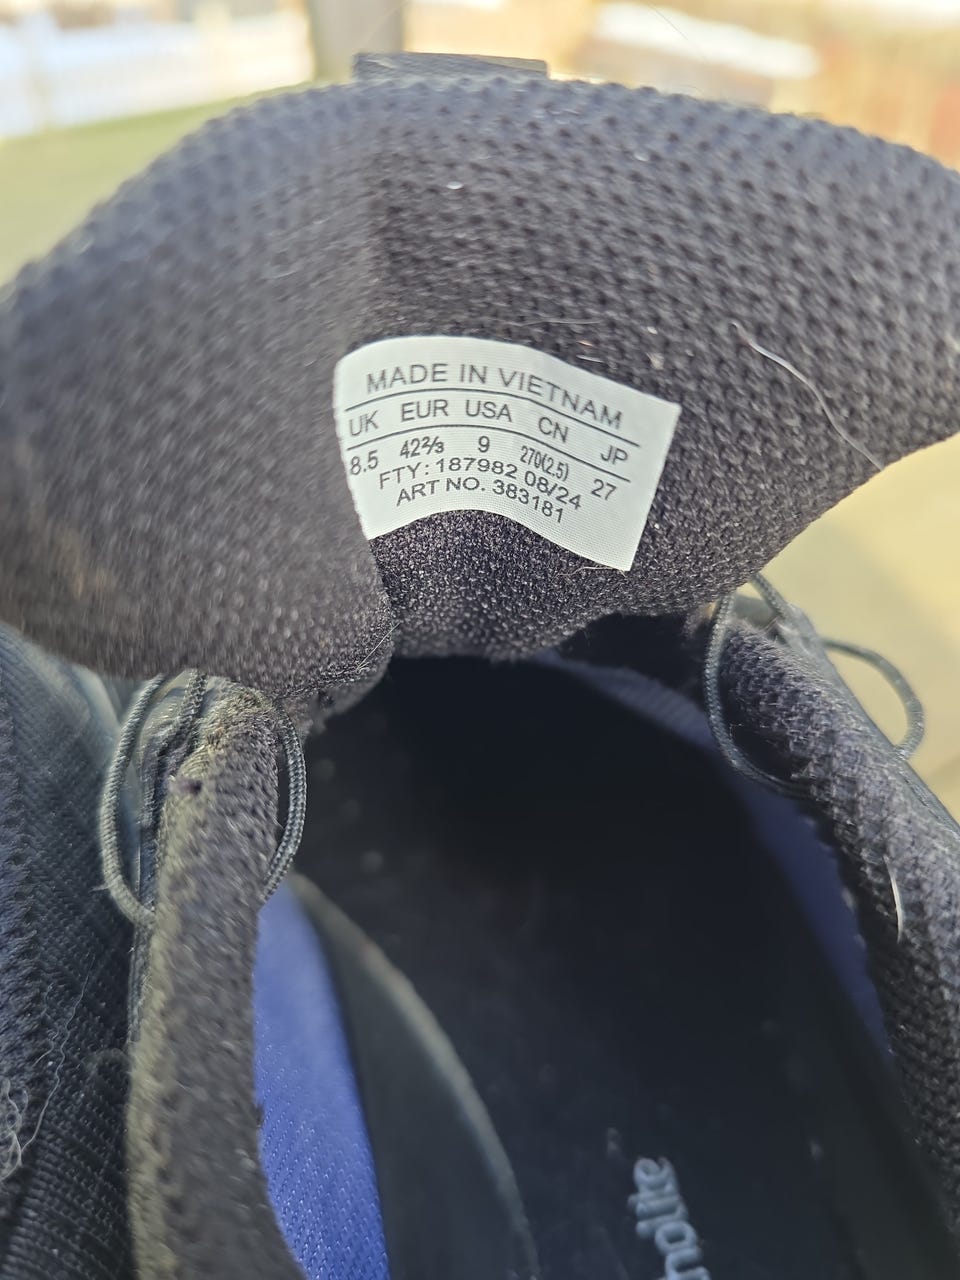 MADE IN VIETNAM
UK EUR USA CN JP
8.5 42⅔ 9 270(2.5) 27
FTY: 187982 08/24
ART NO. 383181